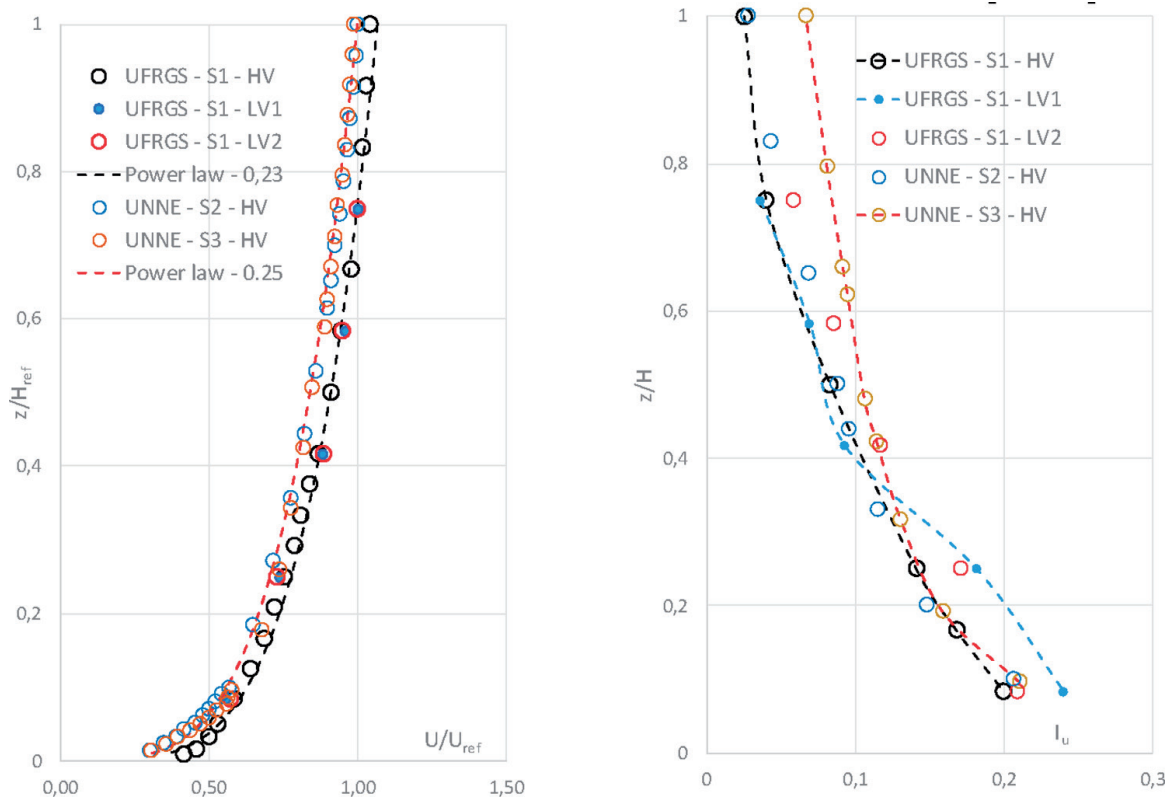 1
UFRGS - S1 - HV
UFRGS - S1 - LV1
UFRGS - S1 - LV2
Power law - 0,23
UNNE - S2 - HV
UNNE - S3 - HV
Power law - 0.25
0,8
0,6
0,4
0,2
0
z/H_ref
U/U_ref
0,00
0,50
1,00
1,50
1
UFRGS - S1 - HV
UFRGS - S1 - LV1
UFRGS - S1 - LV2
UNNE - S2 - HV
UNNE - S3 - HV
0,8
0,6
0,4
0,2
0
z/H
I_u
0
0,1
0,2
0,3